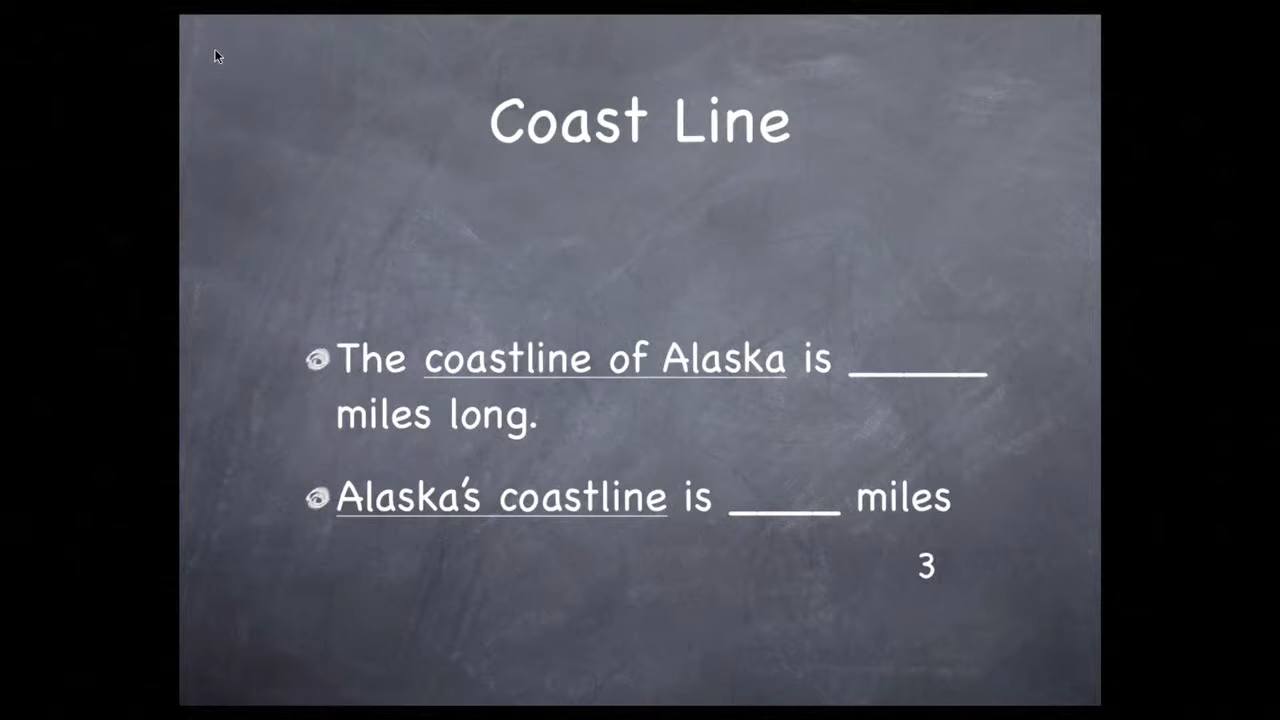 Coast Line
The coastline of Alaska is ______
miles long.
Alaska's coastline is _____ miles
3